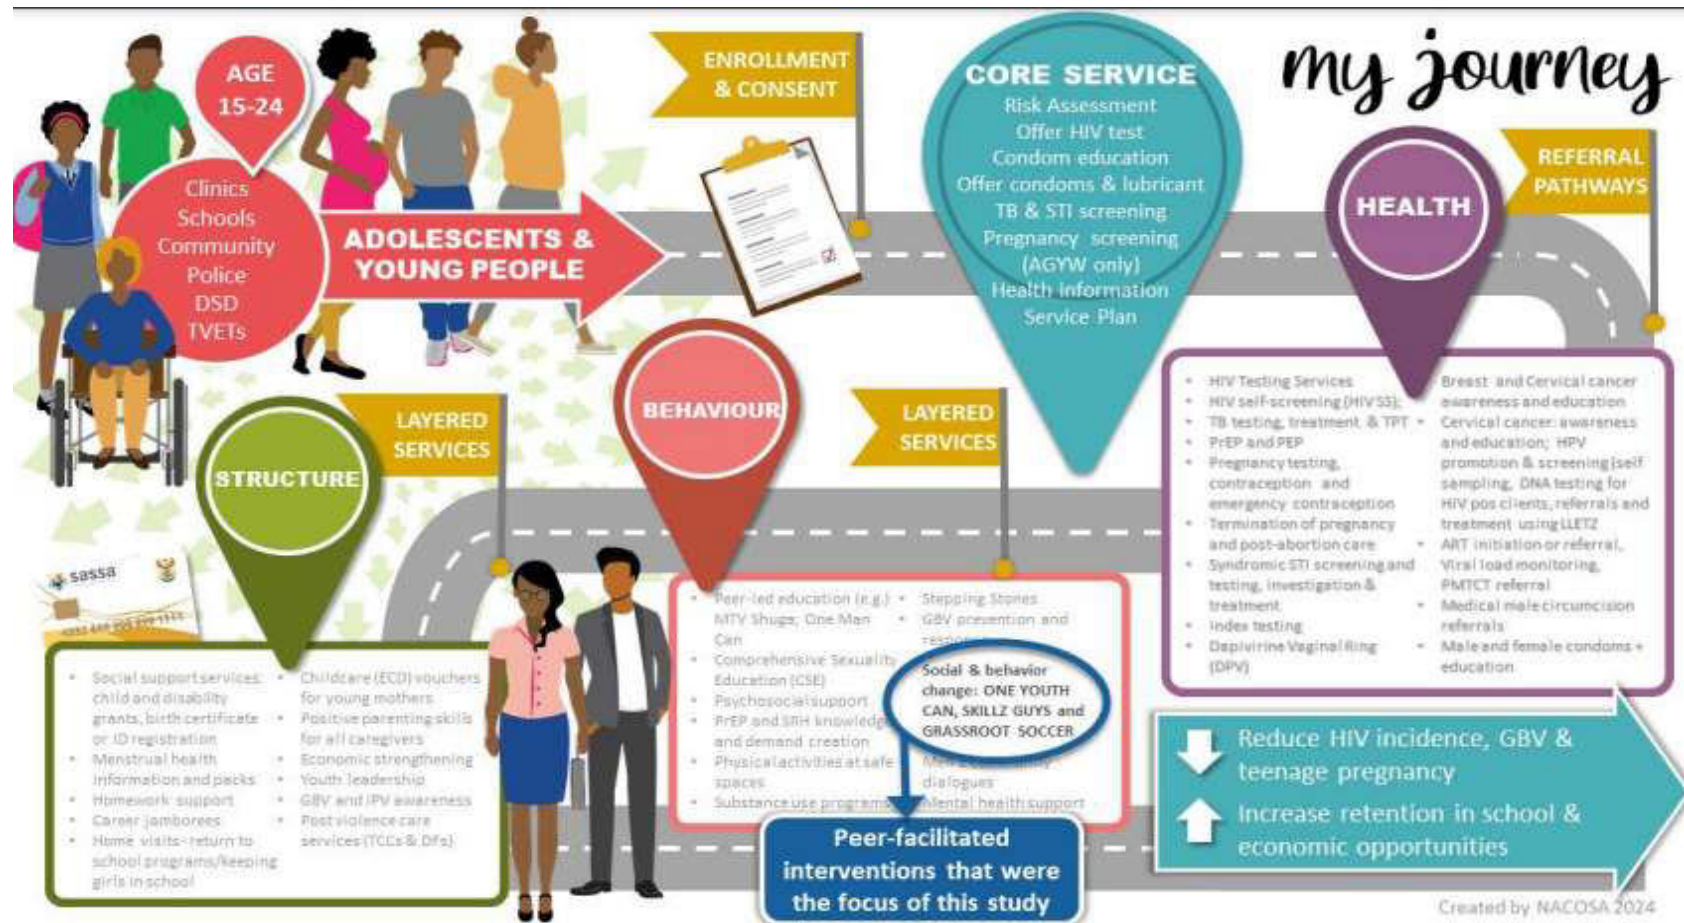 my journey
AGE
15-24
Clinics
Schools
Community
Police
DSD
TVETs
ADOLESCENTS &
YOUNG PEOPLE
ENROLLMENT
& CONSENT
CORE SERVICE
Risk Assessment
Offer HIV test
Condom education
Offer condoms & lubricant
TB & STI screening
Pregnancy screening
(AGYW only)
Health Information
Service Plan
HEALTH
REFERRAL
PATHWAYS
• HIV Testing Services
• HIV self-screening (HIVSS);
• TB testing, treatment & TPT
• PrEP and PEP
• Pregnancy testing,
contraception and
emergency contraception
• Termination of pregnancy
and post-abortion care
• Syndromic STI screening and
testing, investigation &
treatment
• Index testing
• Dapivirine Vaginal Ring
(DPV)
Breast and Cervical cancer
awareness and education
• Cervical cancer: awareness
and education; HPV
promotion & screening (self
sampling, DNA testing for
HIV pos clients, referrals and
treatment using LLETZ
• ART initiation or referral,
Viral load monitoring,
PMTCT referral
• Medical male circumcision
referrals
• Male and female condoms +
education
LAYERED
SERVICES
BEHAVIOUR
• Peer-led education (e.g.)
MTV Shuga; One Man
Can
• Comprehensive Sexuality
Education (CSE)
• Psychosocial support
• PrEP and SRH knowledge
and demand creation
• Physical activities at safe
spaces
• Substance use programs
• Stepping Stones
• GBV prevention and
Social & behavior
change: ONE YOUTH
CAN, SKILLZ GUYS and
GRASSROOT SOCCER
dialogues
Mental health support
Peer-facilitated
interventions that were
the focus of this study
LAYERED
SERVICES
STRUCTURE
sassa
• Social support services:
child and disability
grants, birth certificate
or ID registration
• Menstrual health
information and packs
• Homework support
• Career jamborees
• Home visits- return to
school programs/keeping
girls in school
• Childcare (ECD) vouchers
for young mothers
• Positive parenting skills
for all caregivers
• Economic strengthening
• Youth leadership
• GBV and IPV awareness
• Post violence care
services (TCCs & DFs)
Reduce HIV incidence, GBV &
teenage pregnancy
Increase retention in school &
economic opportunities
Created by NACOSA 2024